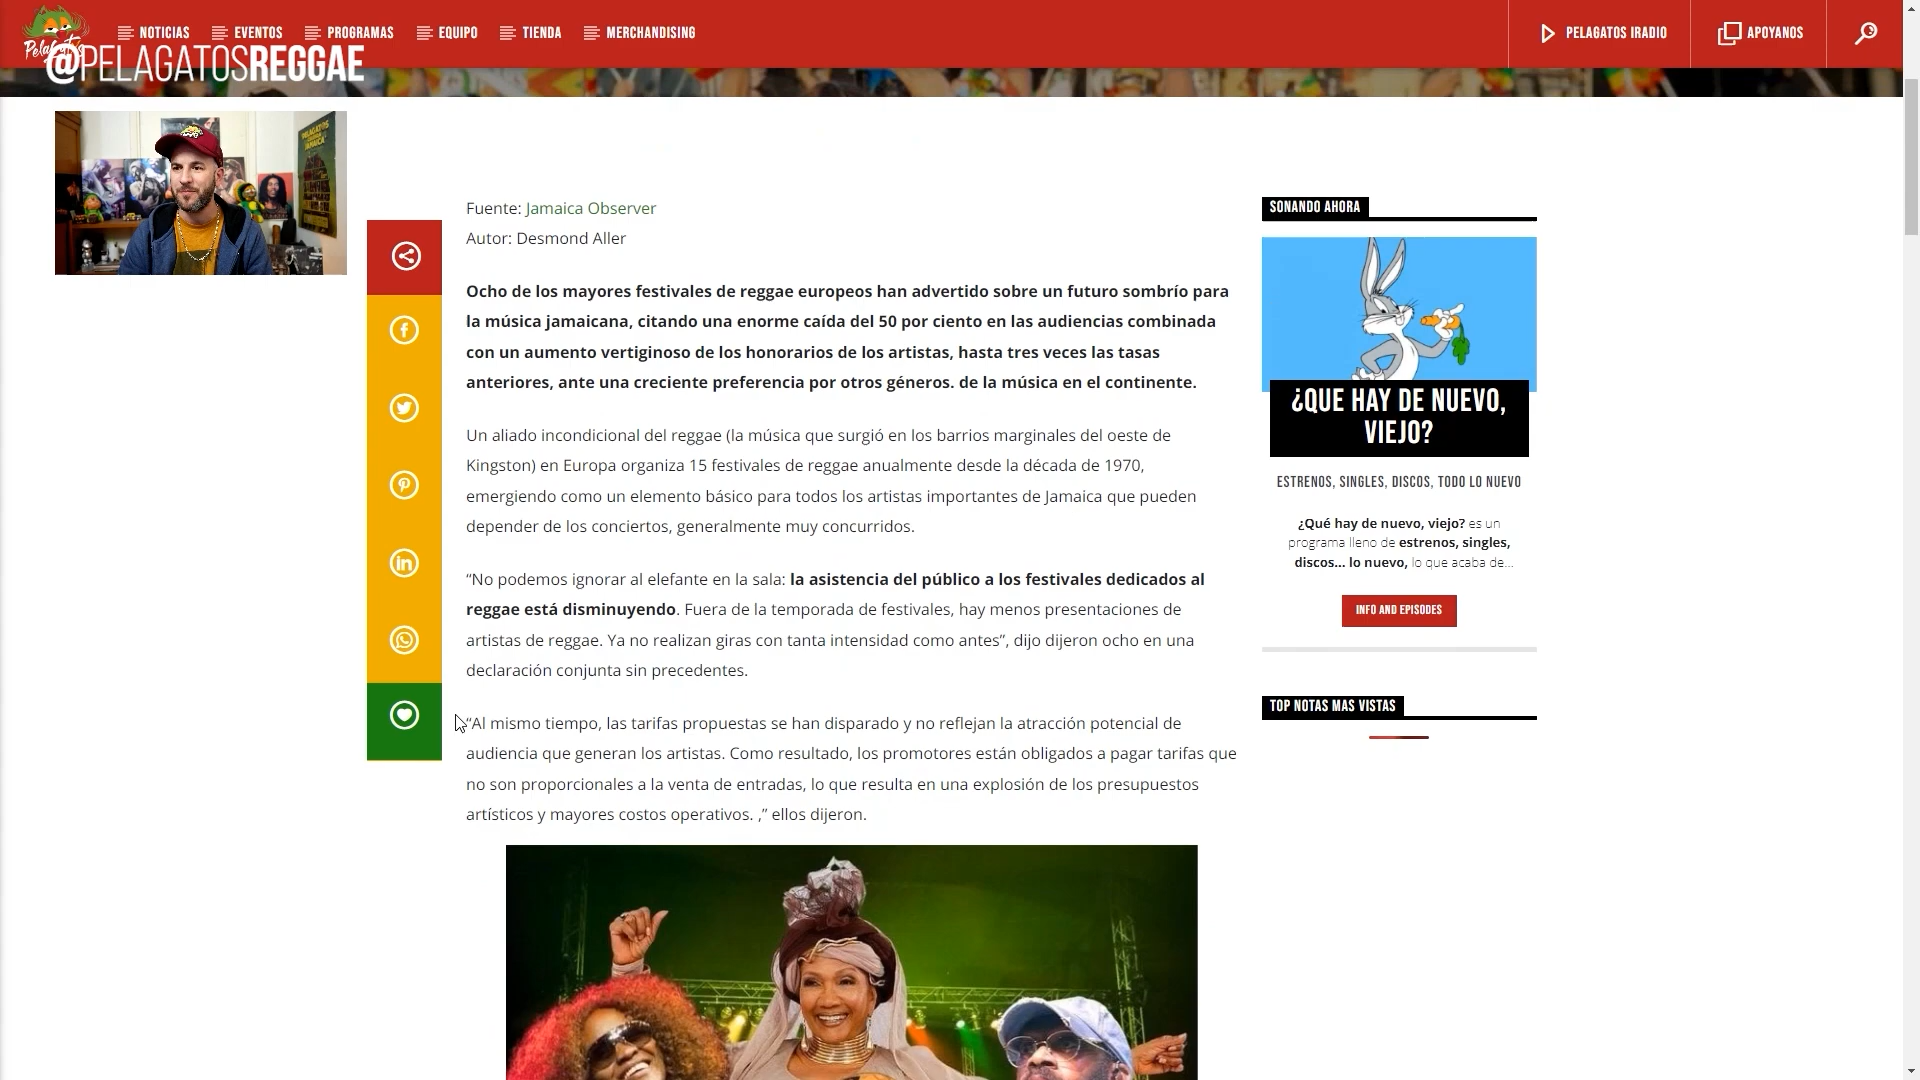 NOTICIAS
EVENTOS
PROGRAMAS
EQUIPO
TIENDA
MERCHANDISING
PELAGATOS IRADIO
APOYANOS
Pelagatos
@PELAGATOSREGGAE
Fuente: Jamaica Observer
Autor: Desmond Aller
Ocho de los mayores festivales de reggae europeos han advertido sobre un futuro sombrío para
la música jamaicana, citando una enorme caída del 50 por ciento en las audiencias combinada
con un aumento vertiginoso de los honorarios de los artistas, hasta tres veces las tasas
anteriores, ante una creciente preferencia por otros géneros. de la música en el continente.
Un aliado incondicional del reggae (la música que surgió en los barrios marginales del oeste de
Kingston) en Europa organiza 15 festivales de reggae anualmente desde la década de 1970,
emergiendo como un elemento básico para todos los artistas importantes de Jamaica que pueden
depender de los conciertos, generalmente muy concurridos.
“No podemos ignorar al elefante en la sala: la asistencia del público a los festivales dedicados al
reggae está disminuyendo. Fuera de la temporada de festivales, hay menos presentaciones de
artistas de reggae. Ya no realizan giras con tanta intensidad como antes”, dijo dijeron ocho en una
declaración conjunta sin precedentes.
“Al mismo tiempo, las tarifas propuestas se han disparado y no reflejan la atracción potencial de
audiencia que generan los artistas. Como resultado, los promotores están obligados a pagar tarifas que
no son proporcionales a la venta de entradas, lo que resulta en una explosión de los presupuestos
artísticos y mayores costos operativos. ,” ellos dijeron.
SONANDO AHORA
¿QUE HAY DE NUEVO,
VIEJO?
ESTRENOS, SINGLES, DISCOS, TODO LO NUEVO
¿Qué hay de nuevo, viejo? es un
programa lleno de estrenos, singles,
discos... lo nuevo, lo que acaba de...
INFO AND EPISODES
TOP NOTAS MAS VISTAS